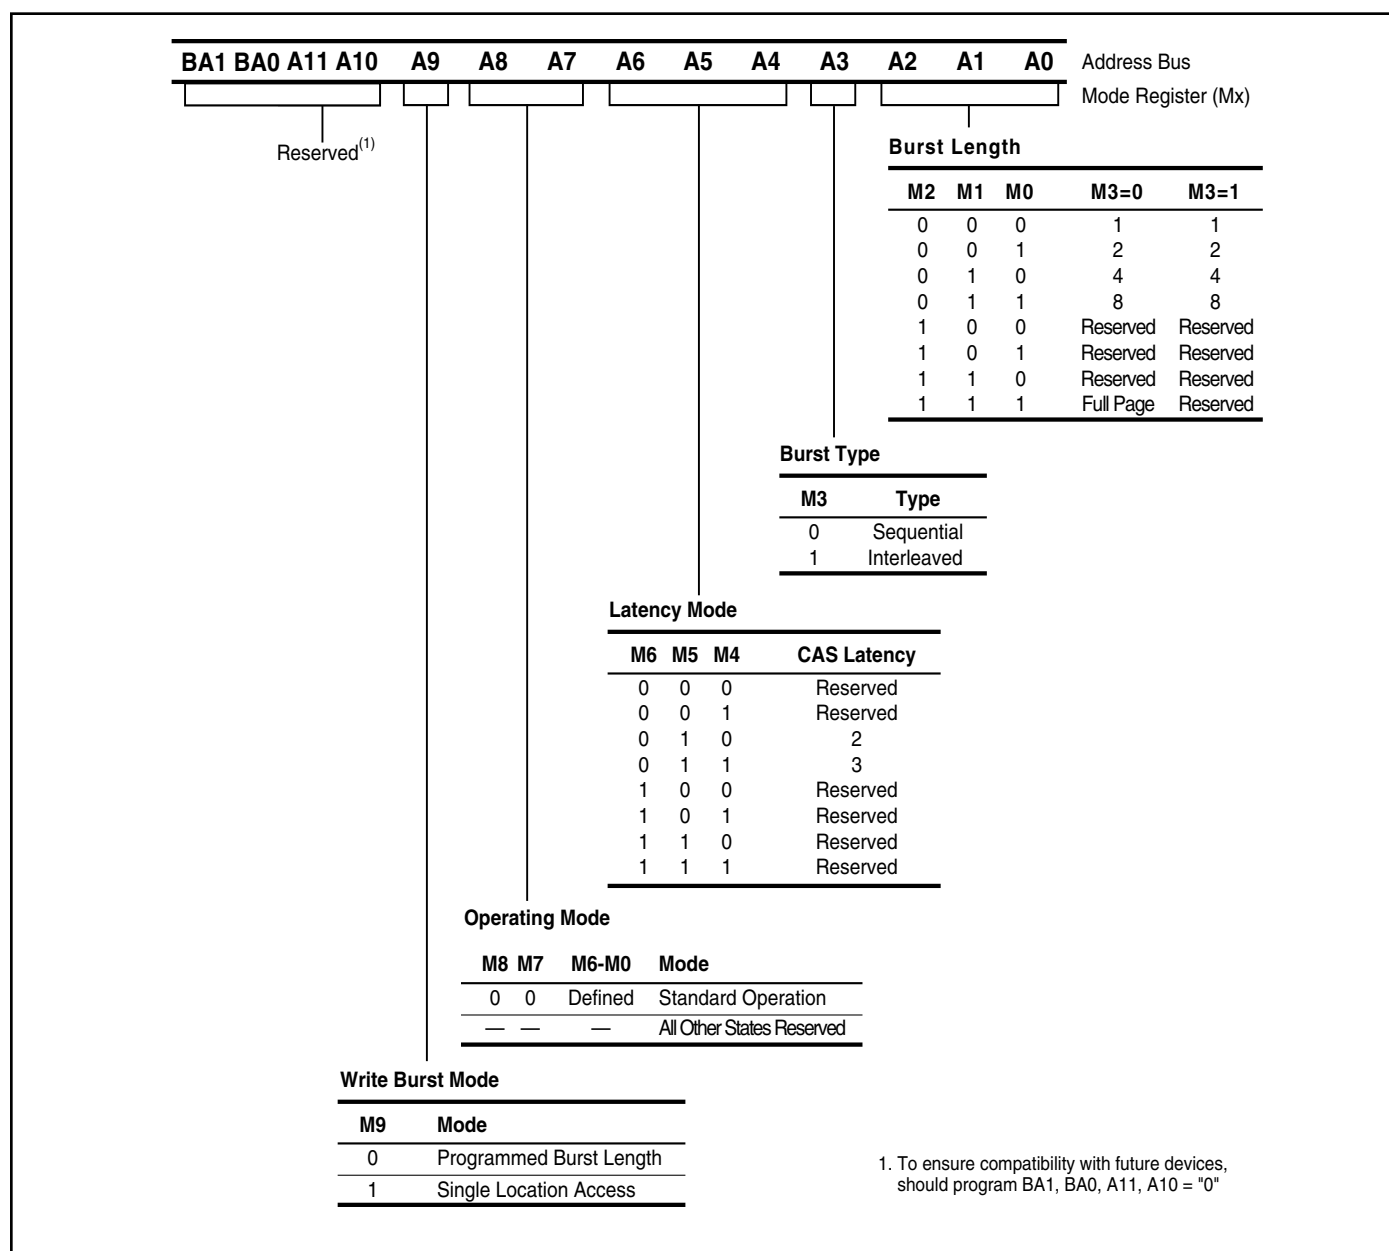 BA1 BA0 A11 A10 A9 A8 A7 A6 A5 A4 A3 A2 A1 A0 Address Bus
Mode Register (Mx)
Reserved(1)
Burst Length
M2 M1 M0 M3=0 M3=1
0 0 0 1 1
0 0 1 2 2
0 1 0 4 4
0 1 1 8 8
1 0 0 Reserved Reserved
1 0 1 Reserved Reserved
1 1 0 Reserved Reserved
1 1 1 Full Page Reserved
Burst Type
M3 Type
0 Sequential
1 Interleaved
Latency Mode
M6 M5 M4 CAS Latency
0 0 0 Reserved
0 0 1 Reserved
0 1 0 2
0 1 1 3
1 0 0 Reserved
1 0 1 Reserved
1 1 0 Reserved
1 1 1 Reserved
Operating Mode
M8 M7 M6-M0 Mode
0 0 Defined Standard Operation
— — — All Other States Reserved
Write Burst Mode
M9 Mode
0 Programmed Burst Length
1 Single Location Access
1. To ensure compatibility with future devices,
should program BA1, BA0, A11, A10 = "0"